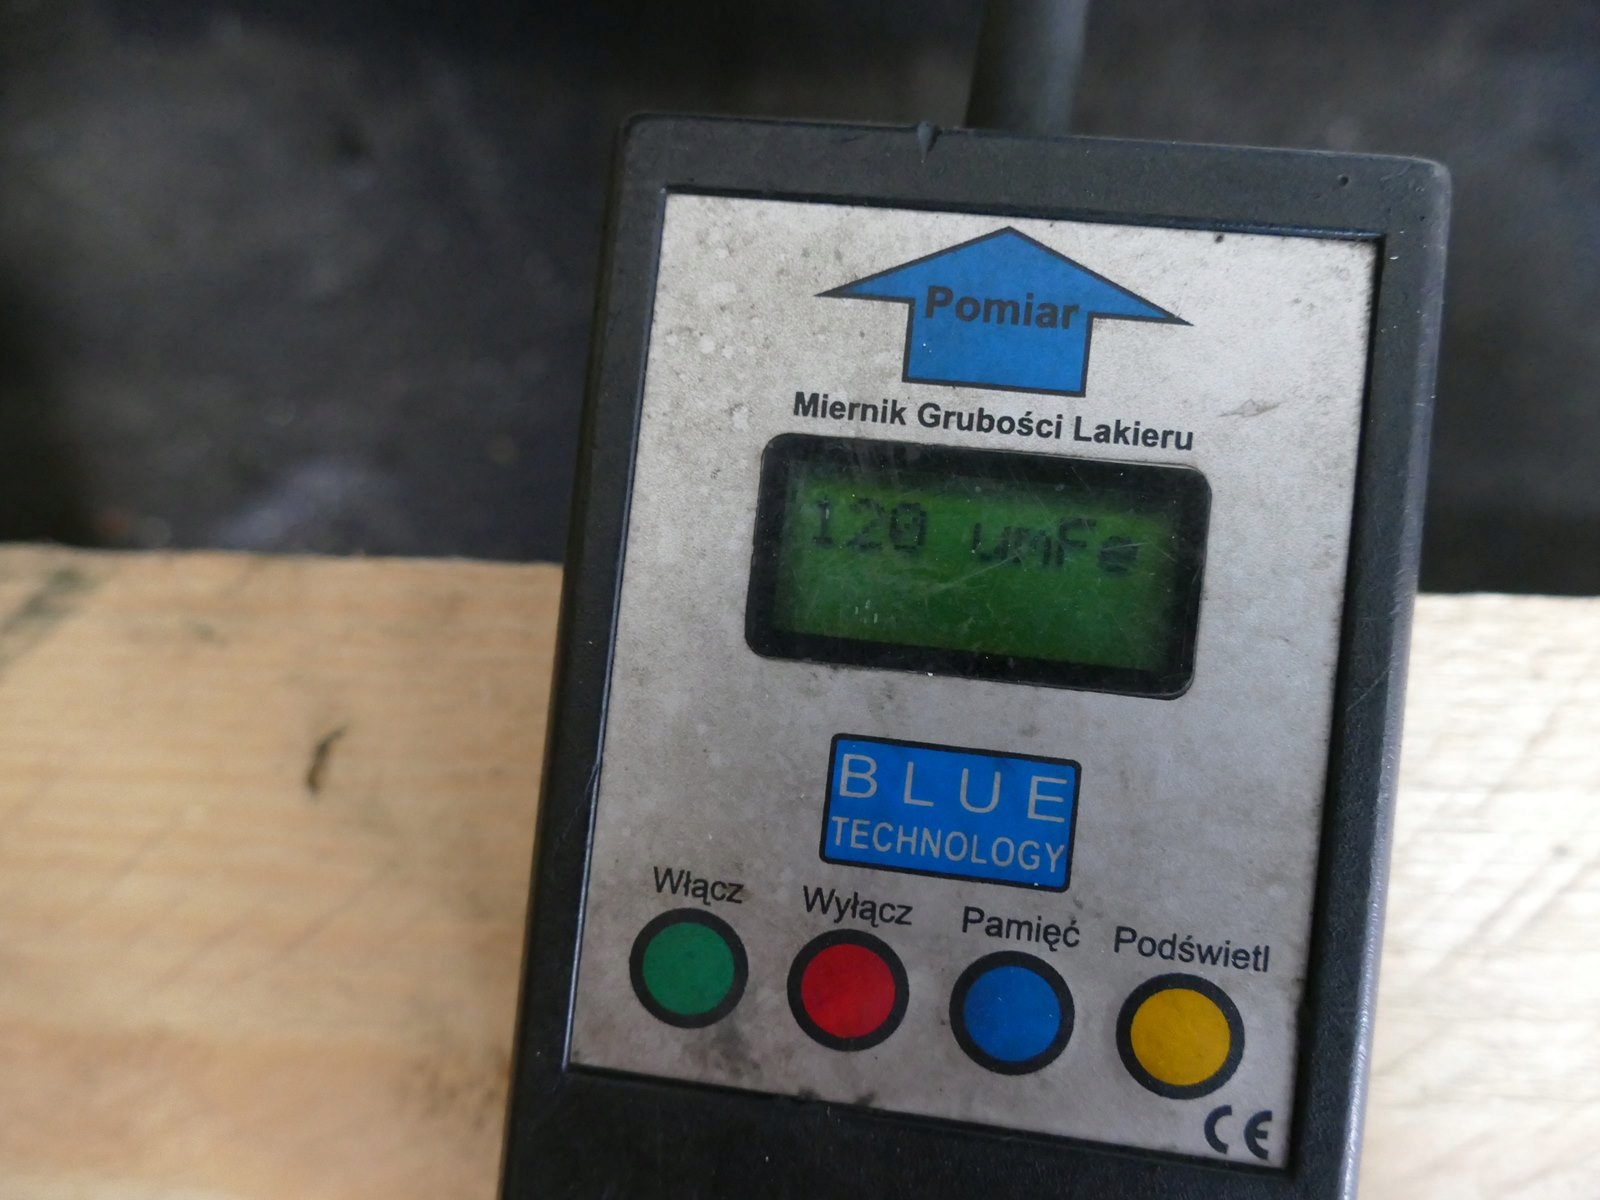 Pomiar
Miernik Grubości Lakieru
120 umFe
BLUE
TECHNOLOGY
Włącz Wyłącz Pamięć Podświetl
CE